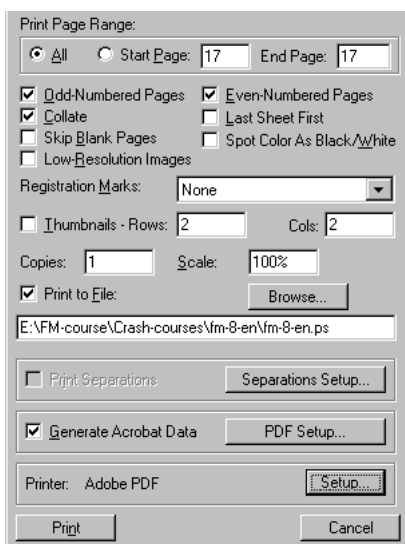 Print Page Range:
All Start Page: 17 End Page: 17
Odd-Numbered Pages Even-Numbered Pages
Collate Last Sheet First
Skip Blank Pages Spot Color As Black/White
Low-Resolution Images
Registration Marks: None
Thumbnails - Rows: 2 Cols: 2
Copies: 1 Scale: 100%
Print to File: Browse...
E:\FM-course\Crash-courses\fm-8-en\fm-8-en.ps
Print Separations Separations Setup...
Generate Acrobat Data PDF Setup...
Printer: Adobe PDF Setup...
Print Cancel